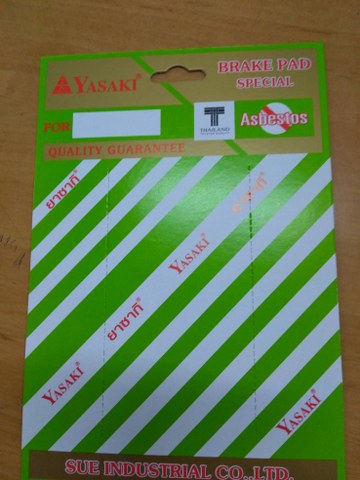 YASAKI®
BRAKE PAD
SPECIAL
FOR
T
THAILAND
Asbestos
QUALITY GUARANTEE
ยาซากิ®
ยาซากิ®
YASAKI®
ยาซากิ®
YASAKI®
YASAKI®
SUE INDUSTRIAL CO.,LTD.